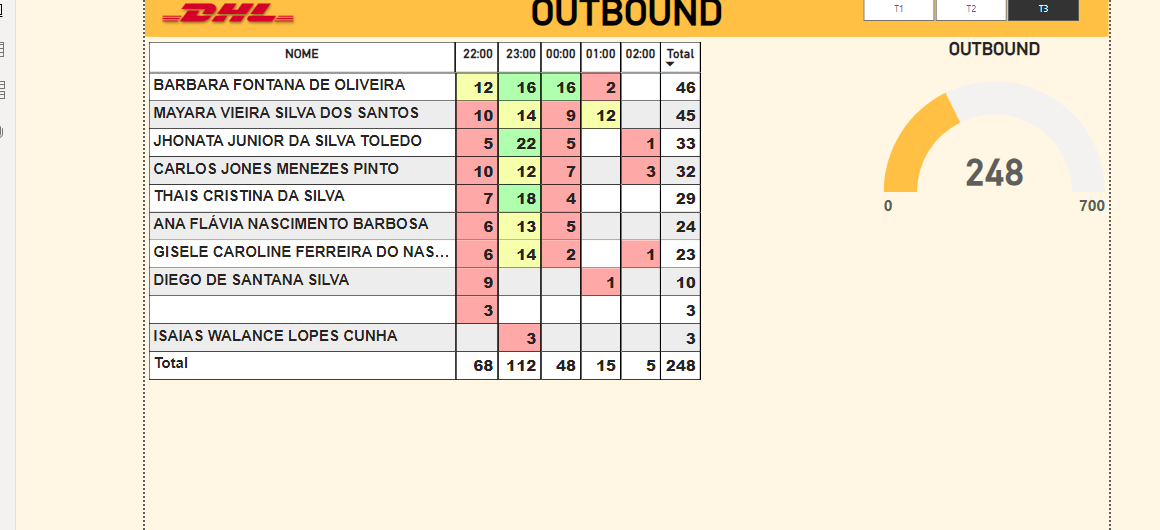 DHL OUTBOUND T1 T2 T3
NOME 22:00 23:00 00:00 01:00 02:00 Total
BARBARA FONTANA DE OLIVEIRA 12 16 16 2 46
MAYARA VIEIRA SILVA DOS SANTOS 10 14 9 12 45
JHONATA JUNIOR DA SILVA TOLEDO 5 22 5 1 33
CARLOS JONES MENEZES PINTO 10 12 7 3 32
THAIS CRISTINA DA SILVA 7 18 4 29
ANA FLÁVIA NASCIMENTO BARBOSA 6 13 5 24
GISELE CAROLINE FERREIRA DO NAS... 6 14 2 1 23
DIEGO DE SANTANA SILVA 9 1 10
3 3
ISAIAS WALANCE LOPES CUNHA 3 3
Total 68 112 48 15 5 248
OUTBOUND
248
0 700